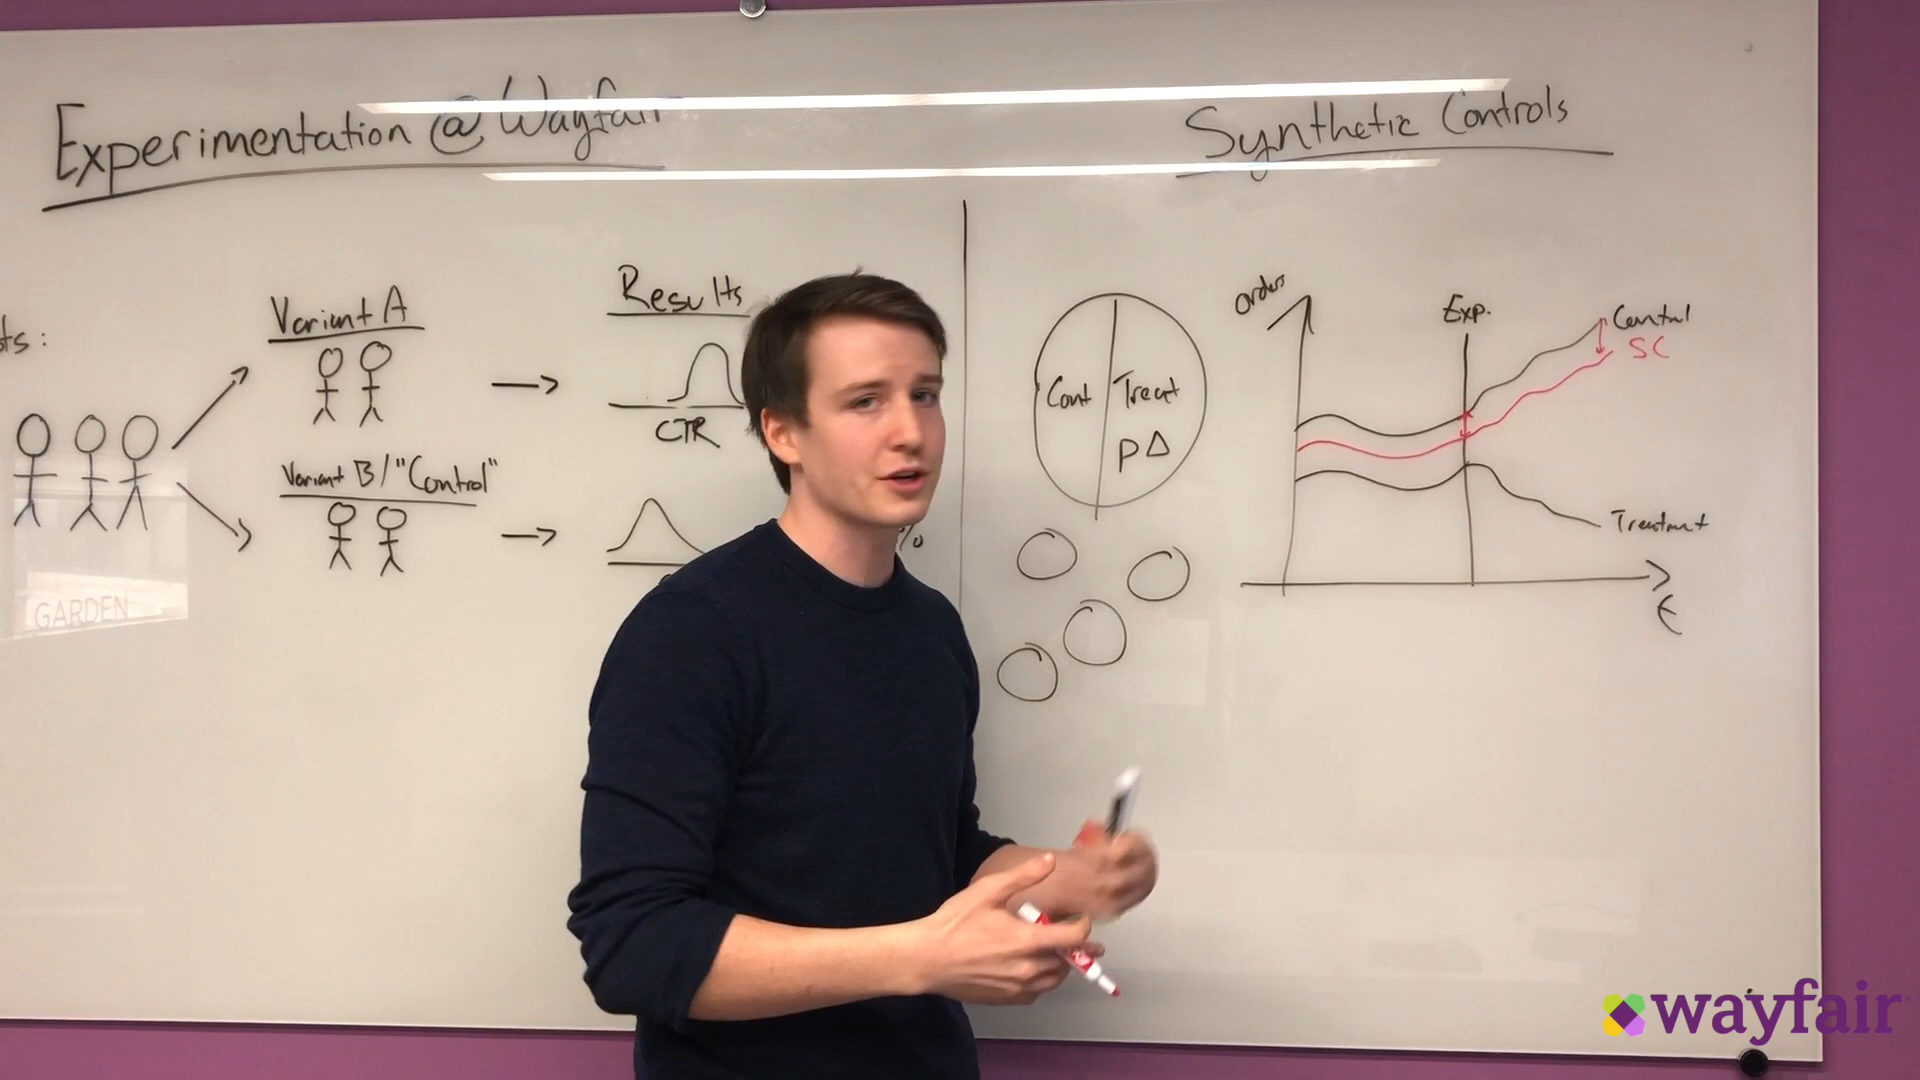 Experimentation @ Wayfair
Variant A
Results
CTR
Variant B/"Control"
%
GARDEN
Synthetic Controls
Cont
Treat
p Δ
Orders
Exp.
Control
SC
Treatment
t
wayfair